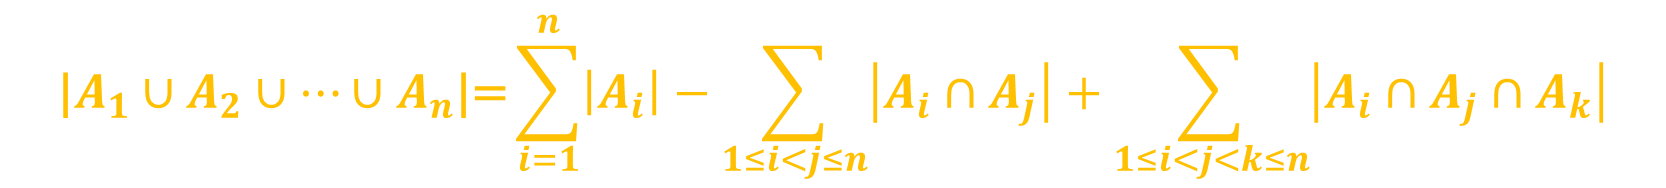 |A₁ ∪ A₂ ∪ ⋯ ∪ Aₙ|= ∑_{i=1}^{n} |Aᵢ| − ∑_{1≤i<j≤n} |Aᵢ ∩ Aⱼ| + ∑_{1≤i<j<k≤n} |Aᵢ ∩ Aⱼ ∩ Aₖ|